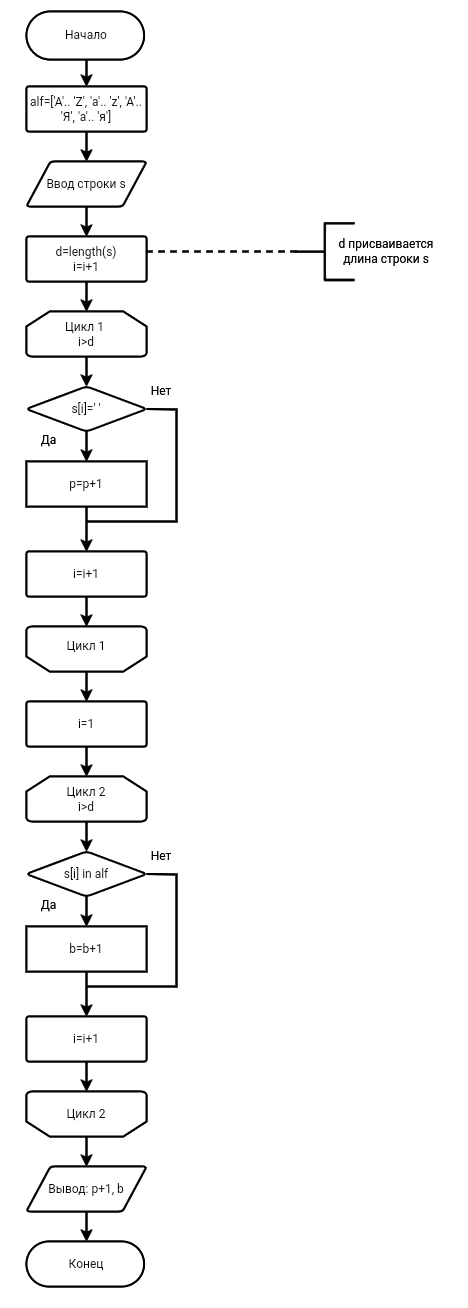 Начало
alf=['A'.. 'Z', 'a'.. 'z', 'А'..
'Я', 'а'.. 'я']
Ввод строки s
d=length(s)
i=i+1
d присваивается
длина строки s
Цикл 1
i>d
s[i]=' '
Нет
Да
p=p+1
i=i+1
Цикл 1
i=1
Цикл 2
i>d
s[i] in alf
Нет
Да
b=b+1
i=i+1
Цикл 2
Вывод: p+1, b
Конец